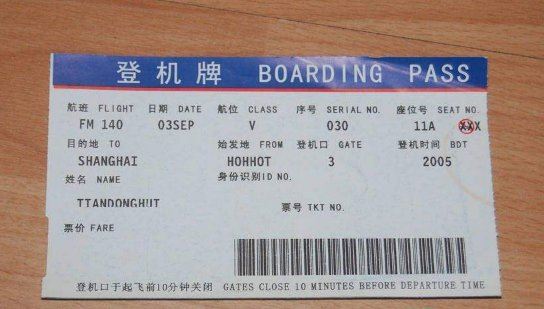 登机牌 BOARDING PASS
航班 FLIGHT 日期 DATE 舱位 CLASS 序号 SERIAL NO. 座位号 SEAT NO.
FM 140 03SEP V 030 11A XXX
目的地 TO 始发地 FROM 登机口 GATE 登机时间 BDT
SHANGHAI HOHHOT 3 2005
姓名 NAME 身份识别ID NO.
票号 TKT NO.
票价 FARE
登机口于起飞前10分钟关闭 GATES CLOSE 10 MINUTES BEFORE DEPARTURE TIME